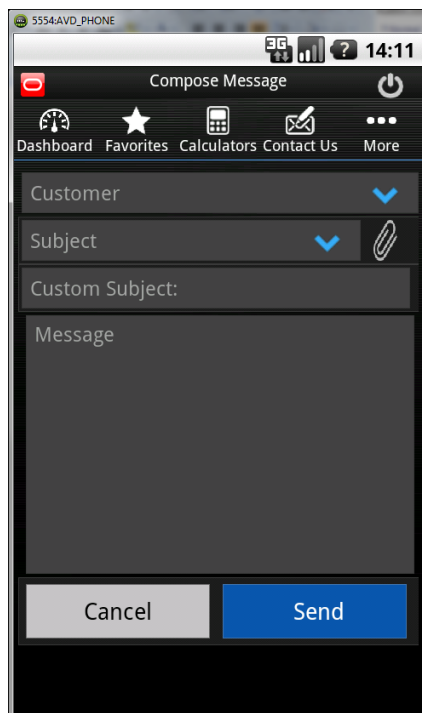 5554:AVD_PHONE
3G ? 14:11
Compose Message
Dashboard Favorites Calculators Contact Us More
Customer
Subject
Custom Subject:
Message
Cancel Send